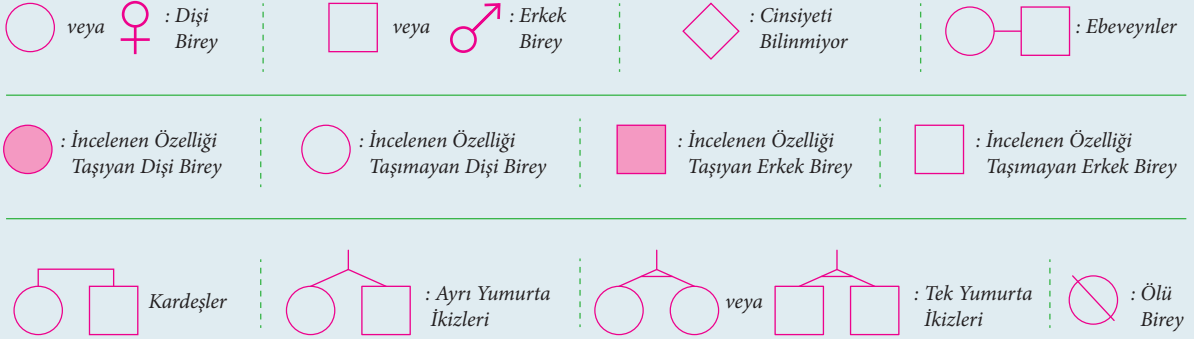 veya : Dişi
Birey
veya : Erkek
Birey
: Cinsiyeti
Bilinmiyor
: Ebeveynler
: İncelenen Özelliği
Taşıyan Dişi Birey
: İncelenen Özelliği
Taşımayan Dişi Birey
: İncelenen Özelliği
Taşıyan Erkek Birey
: İncelenen Özelliği
Taşımayan Erkek Birey
Kardeşler
: Ayrı Yumurta
İkizleri
veya : Tek Yumurta
İkizleri
: Ölü
Birey